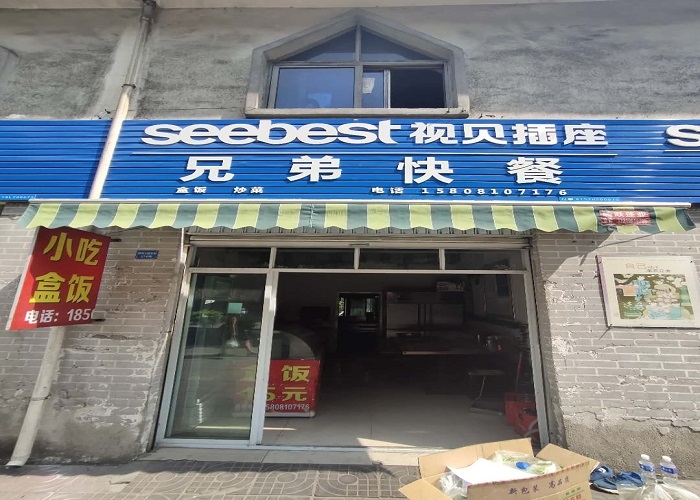 seebest 视贝插座
兄弟快餐
盒饭 炒菜 电话 15808107176
小吃
盒饭
电话：185
盒饭
5元
15808107176